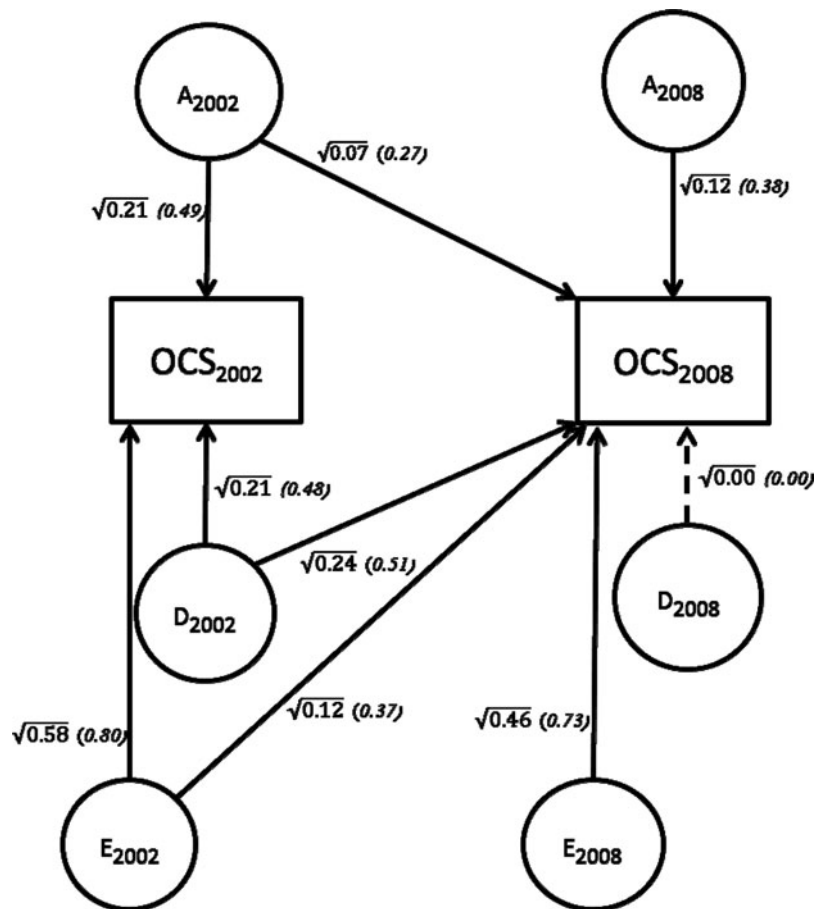 A2002
A2008
√0.07 (0.27)
√0.21 (0.49)
√0.12 (0.38)
OCS2002
OCS2008
√0.21 (0.48)
√0.00 (0.00)
√0.24 (0.51)
D2002
D2008
√0.12 (0.37)
√0.58 (0.80)
√0.46 (0.73)
E2002
E2008